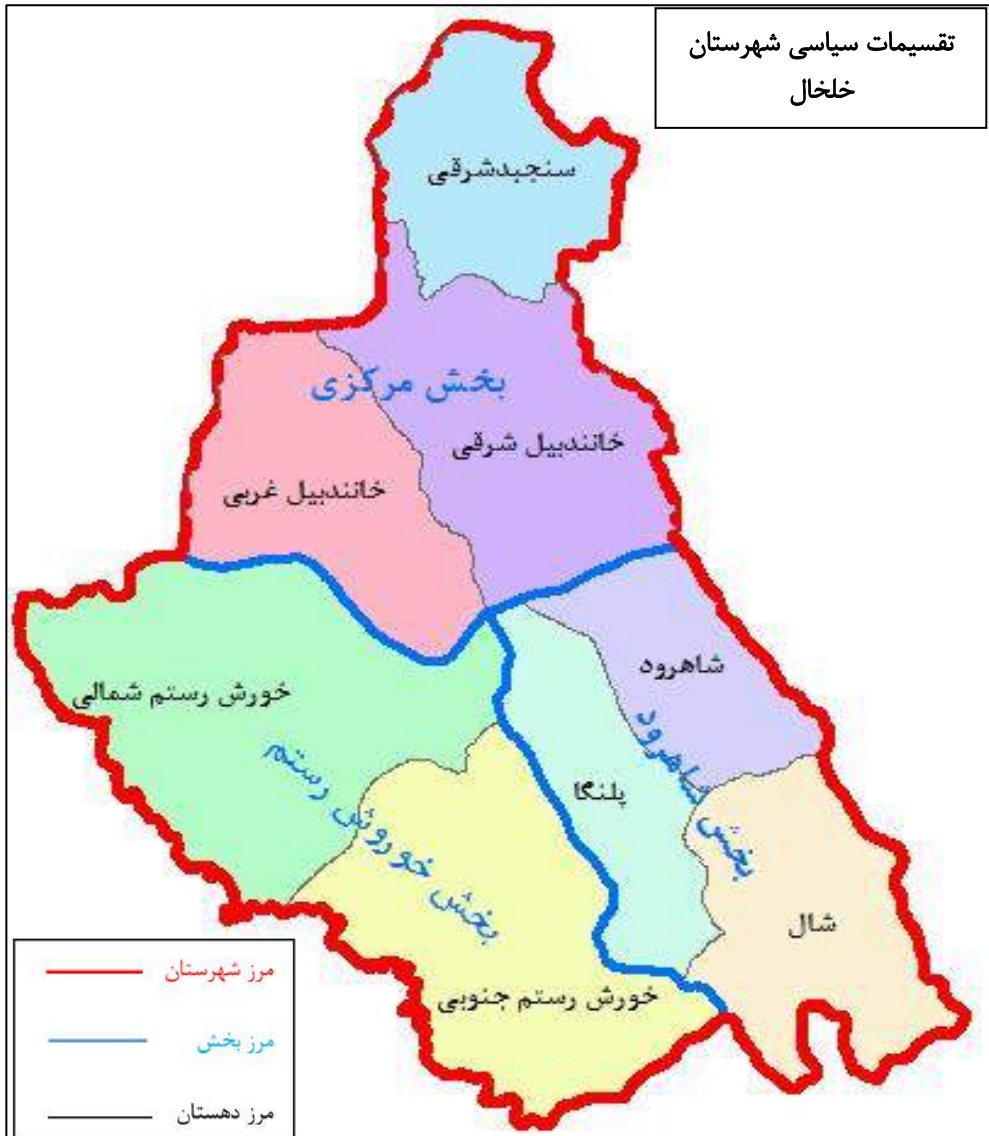 تقسیمات سیاسی شهرستان
خلخال
سنجبدشرقی
بخش مرکزی
خانندبیل شرقی
خانندبیل غربی
شاهرود
خورش رستم شمالی
بخش شاهرود
بخش خوروش رستم
پلنگا
شال
خورش رستم جنوبی
مرز شهرستان
مرز بخش
مرز دهستان